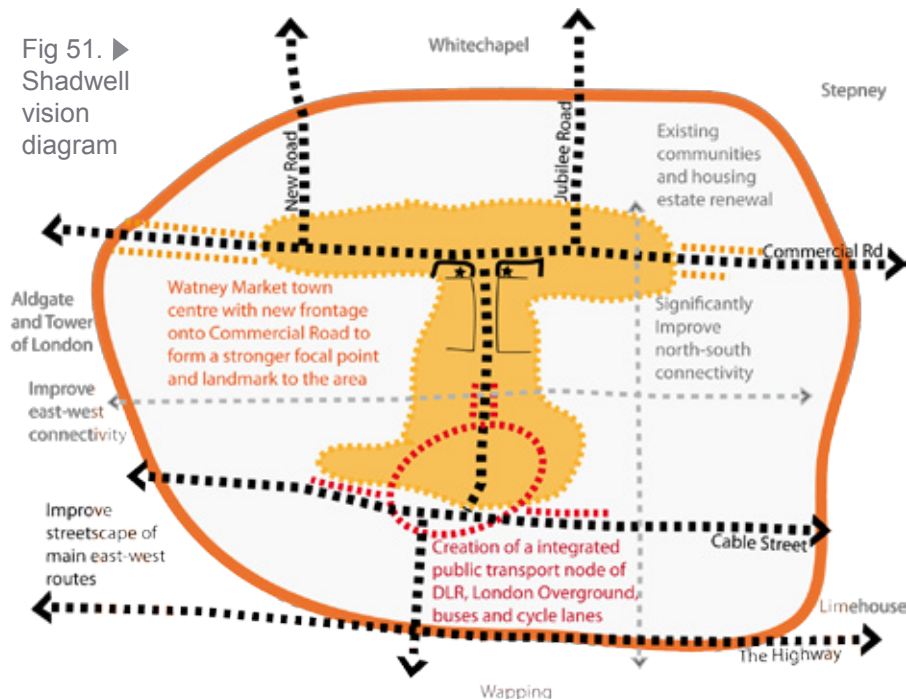 Fig 51. ▶
Shadwell
vision
diagram
Whitechapel
Stepney
New Road
Jubilee Road
Existing
communities
and housing
estate renewal
Commercial Rd
Watney Market town
centre with new frontage
onto Commercial Road to
form a stronger focal point
and landmark to the area
Aldgate
and Tower
of London
Significantly
Improve
north-south
connectivity
Improve
east-west
connectivity
Improve
streetscape of
main east-west
routes
Cable Street
Creation of a integrated
public transport node of
DLR, London Overground,
buses and cycle lanes
Limehouse
The Highway
Wapping